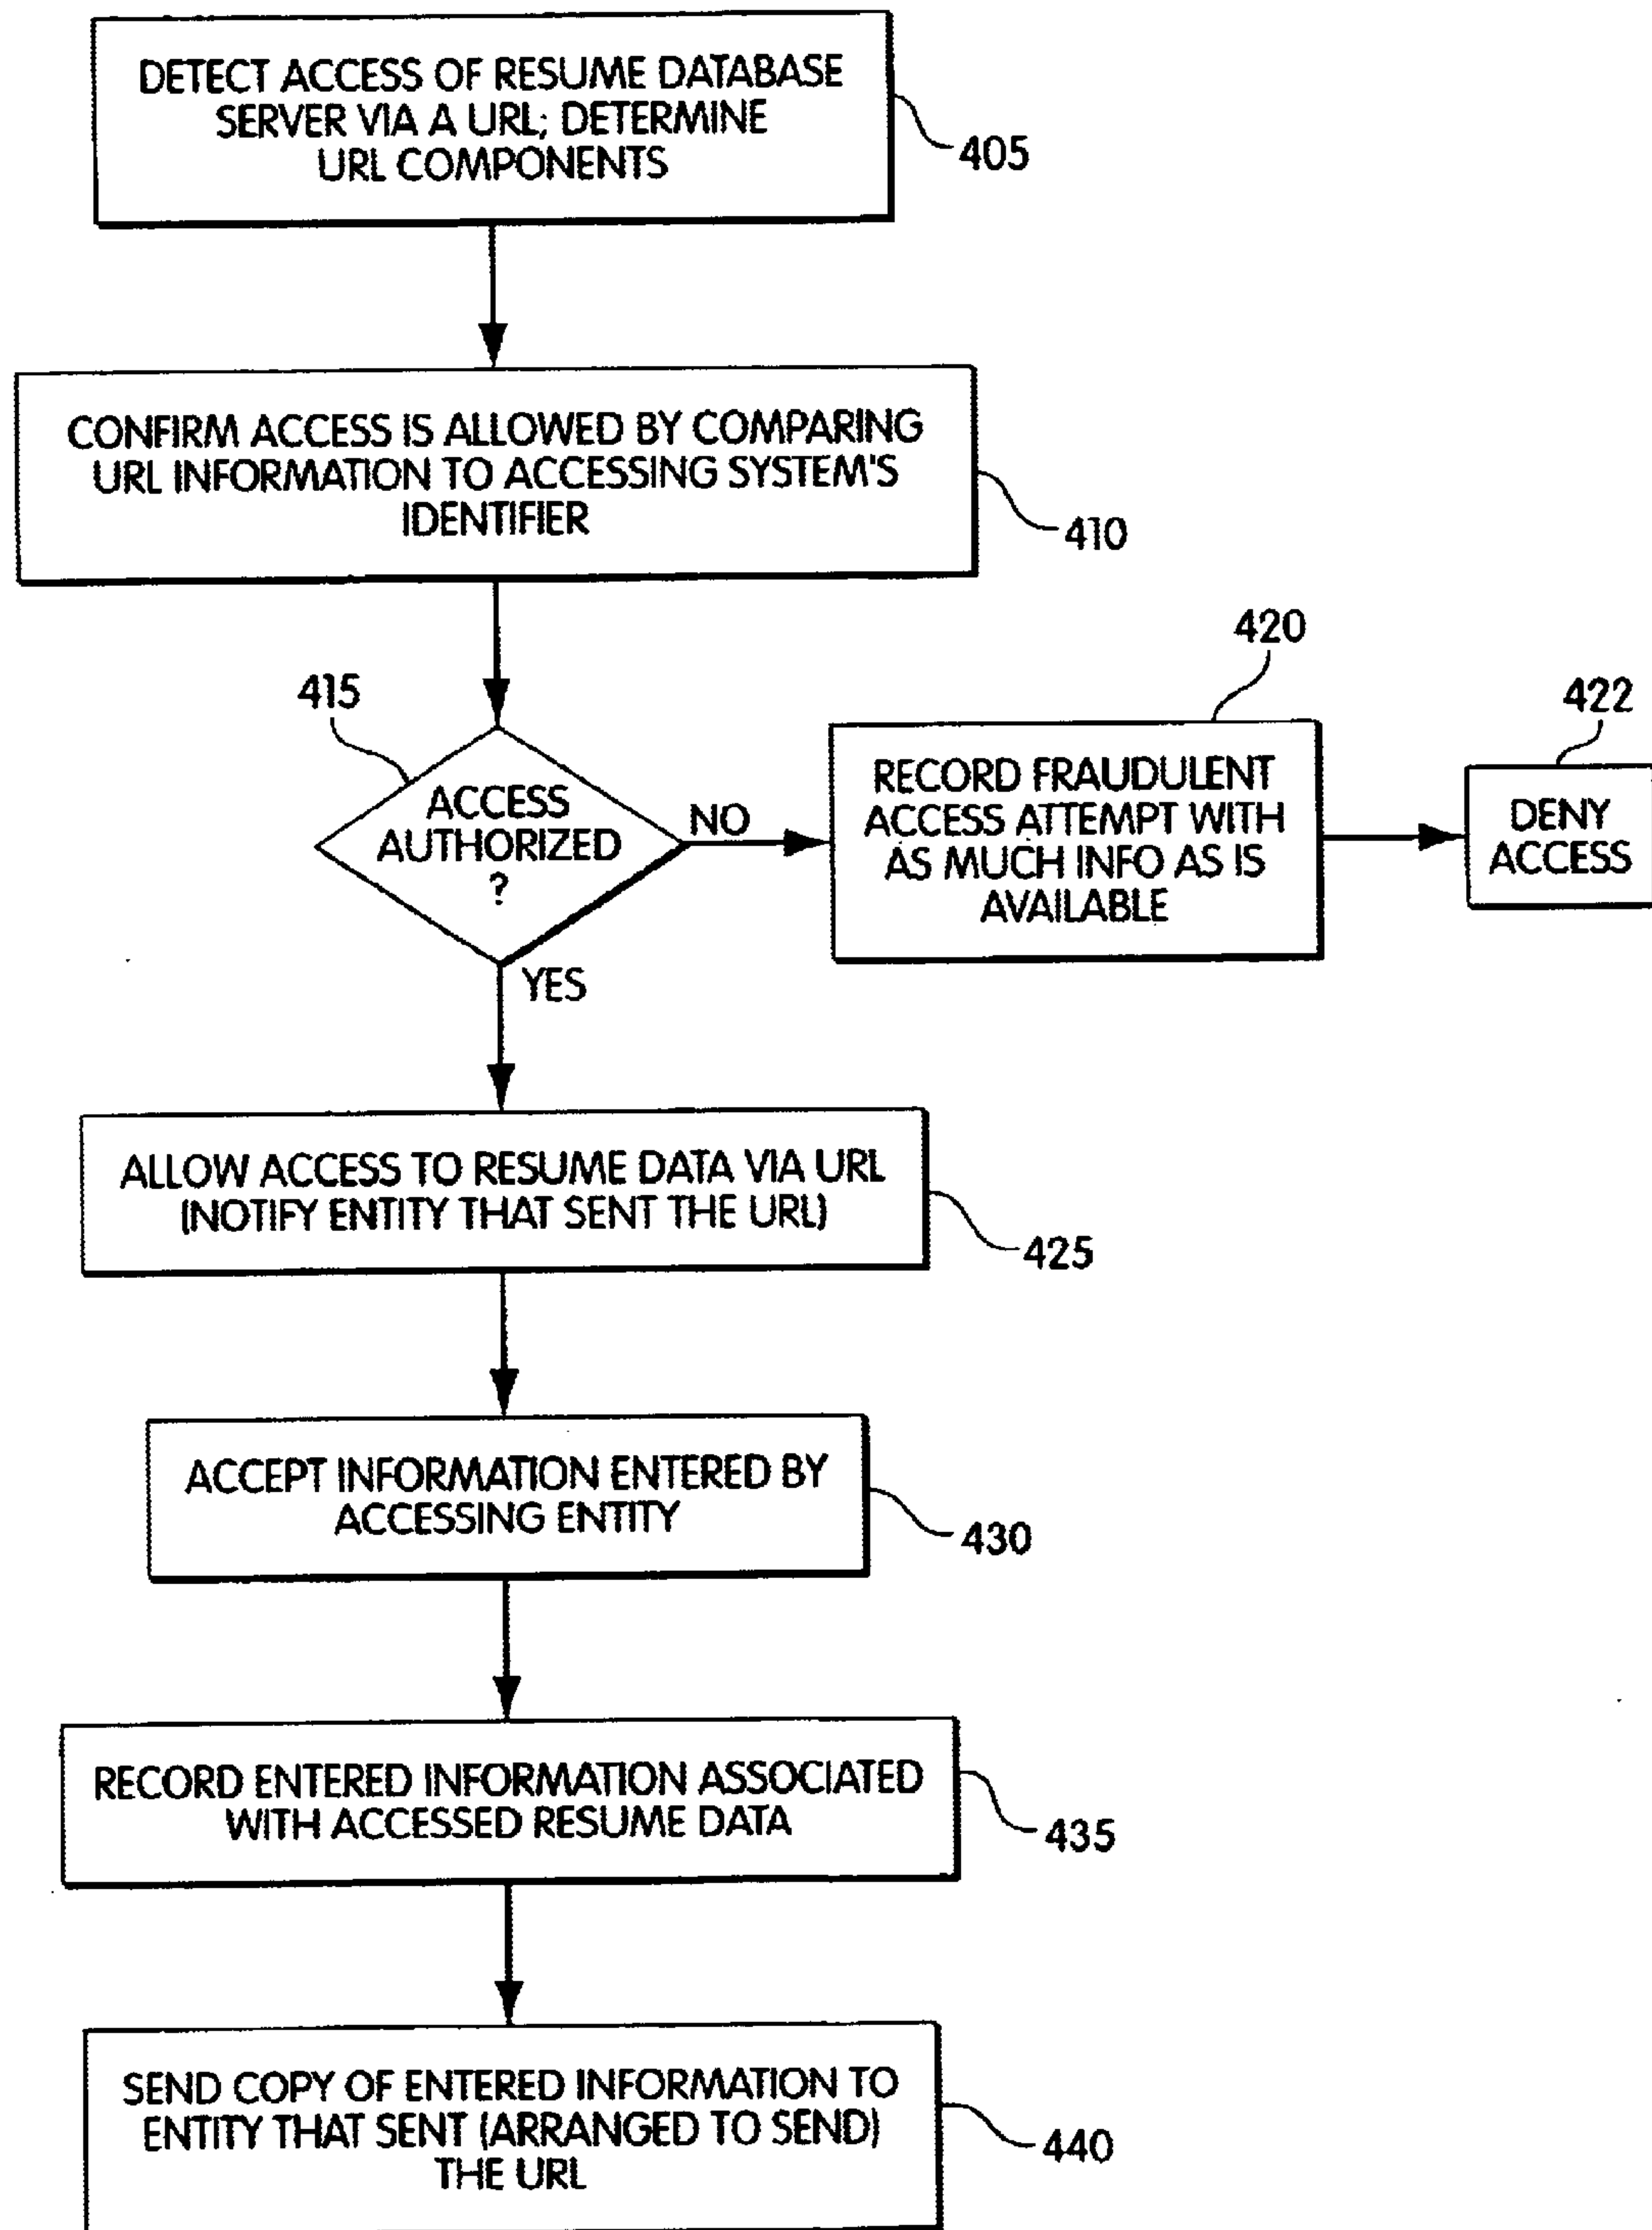 DETECT ACCESS OF RESUME DATABASE
SERVER VIA A URL; DETERMINE
URL COMPONENTS
405
CONFIRM ACCESS IS ALLOWED BY COMPARING
URL INFORMATION TO ACCESSING SYSTEM'S
IDENTIFIER
410
415
ACCESS
AUTHORIZED
?
NO
YES
420
RECORD FRAUDULENT
ACCESS ATTEMPT WITH
AS MUCH INFO AS IS
AVAILABLE
422
DENY
ACCESS
ALLOW ACCESS TO RESUME DATA VIA URL
(NOTIFY ENTITY THAT SENT THE URL)
425
ACCEPT INFORMATION ENTERED BY
ACCESSING ENTITY
430
RECORD ENTERED INFORMATION ASSOCIATED
WITH ACCESSED RESUME DATA
435
SEND COPY OF ENTERED INFORMATION TO
ENTITY THAT SENT (ARRANGED TO SEND)
THE URL
440